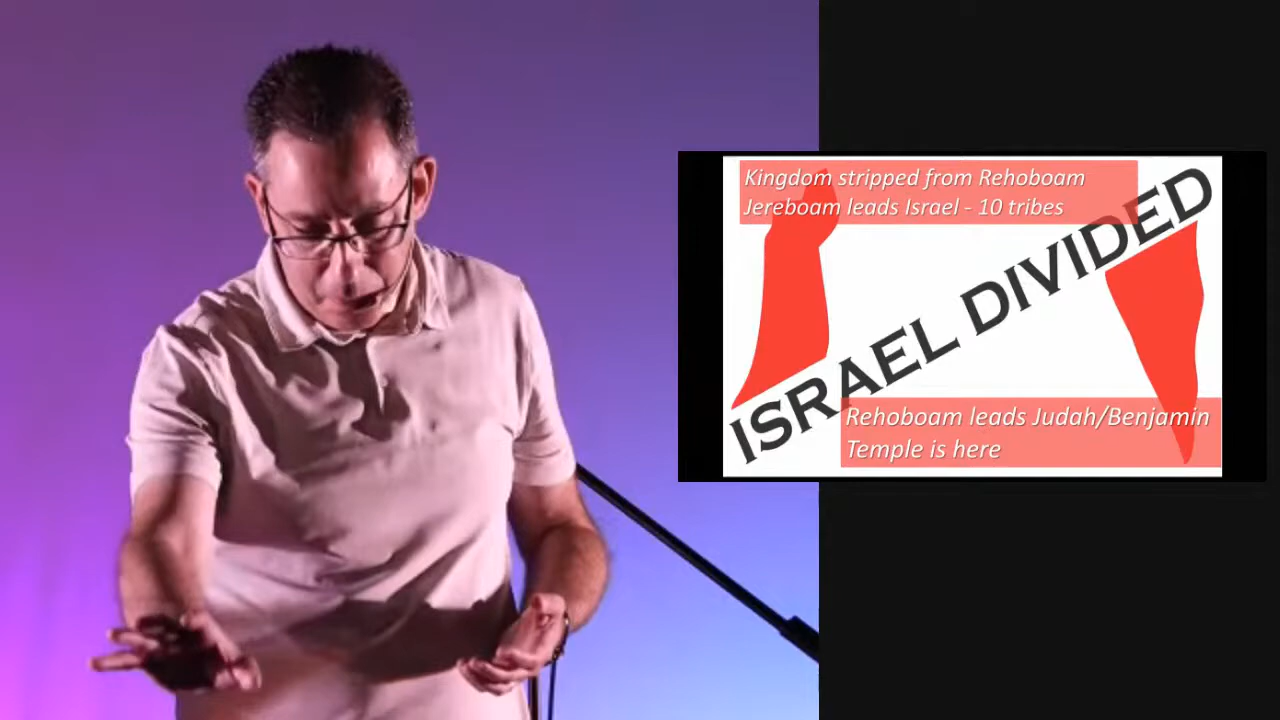 Kingdom stripped from Rehoboam
Jereboam leads Israel - 10 tribes
ISRAEL DIVIDED
Rehoboam leads Judah/Benjamin
Temple is here